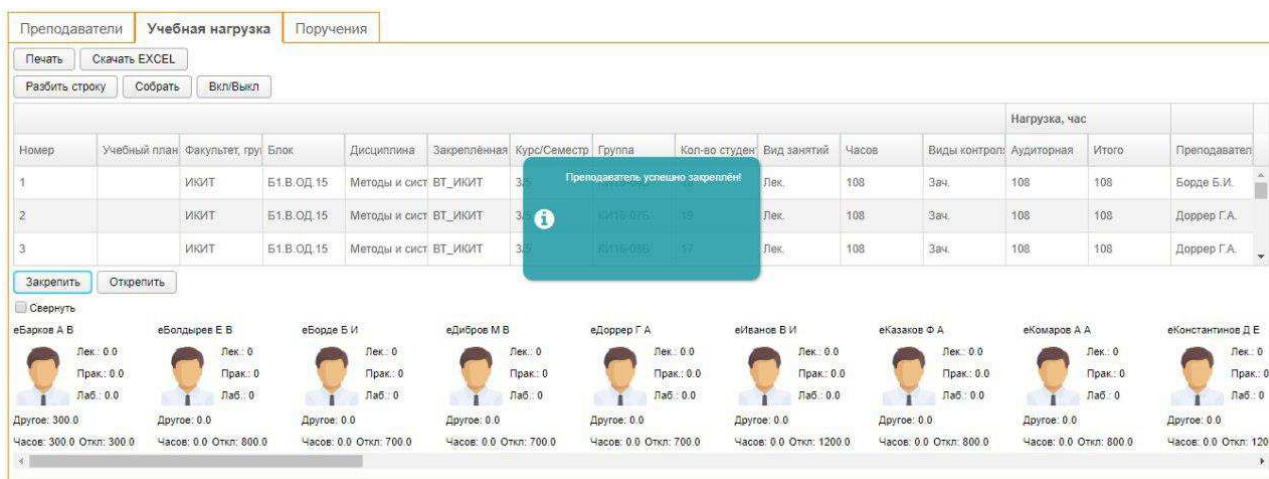 Преподаватели Учебная нагрузка Поручения
Печать Скачать EXCEL
Разбить строку Собрать Вкл/Выкл
Нагрузка, час
Номер Учебный план Факультет, гру Блок Дисциплина Закреплённая Курс/Семестр Группа Кол-во студен Вид занятий Часов Виды контрол Аудиторная Итого Преподавател
1 ИКИТ Б1.В.ОД.15 Методы и сист ВТ_ИКИТ Лек. 108 Зач. 108 108 Борде Б.И.
Преподаватель успешно закреплён!
2 ИКИТ Б1.В.ОД.15 Методы и сист ВТ_ИКИТ 19 Лек. 108 Зач. 108 108 Доррер Г.А.
3 ИКИТ Б1.В.ОД.15 Методы и сист ВТ_ИКИТ 17 Лек. 108 Зач. 108 108 Доррер Г.А.
Закрепить Открепить
Свернуть
еБарков А В еБолдырев Е В еБорде Б И еДибров М В еДоррер Г А еИванов В И еКазаков Ф А еКомаров А А еКонстантинов Д Е
Лек.: 0.0 Лек.: 0 Лек.: 0 Лек.: 0 Лек.: 0.0 Лек.: 0.0 Лек.: 0.0 Лек.: 0 Лек.: 0
Прак.: 0.0 Прак.: 0 Прак.: 0 Прак.: 0 Прак.: 0.0 Прак.: 0.0 Прак.: 0.0 Прак.: 0 Прак.: 0
Лаб.: 0.0 Лаб.: 0 Лаб.: 0 Лаб.: 0 Лаб.: 0.0 Лаб.: 0.0 Лаб.: 0.0 Лаб.: 0 Лаб.: 0
Другое: 300.0 Другое: 0.0 Другое: 0.0 Другое: 0.0 Другое: 0.0 Другое: 0.0 Другое: 0.0 Другое: 0.0 Другое: 0.0
Часов: 300.0 Откл: 300.0 Часов: 0.0 Откл: 800.0 Часов: 0.0 Откл: 700.0 Часов: 0.0 Откл: 700.0 Часов: 0.0 Откл: 700.0 Часов: 0.0 Откл: 1200.0 Часов: 0.0 Откл: 800.0 Часов: 0.0 Откл: 800.0 Часов: 0.0 Откл: 120